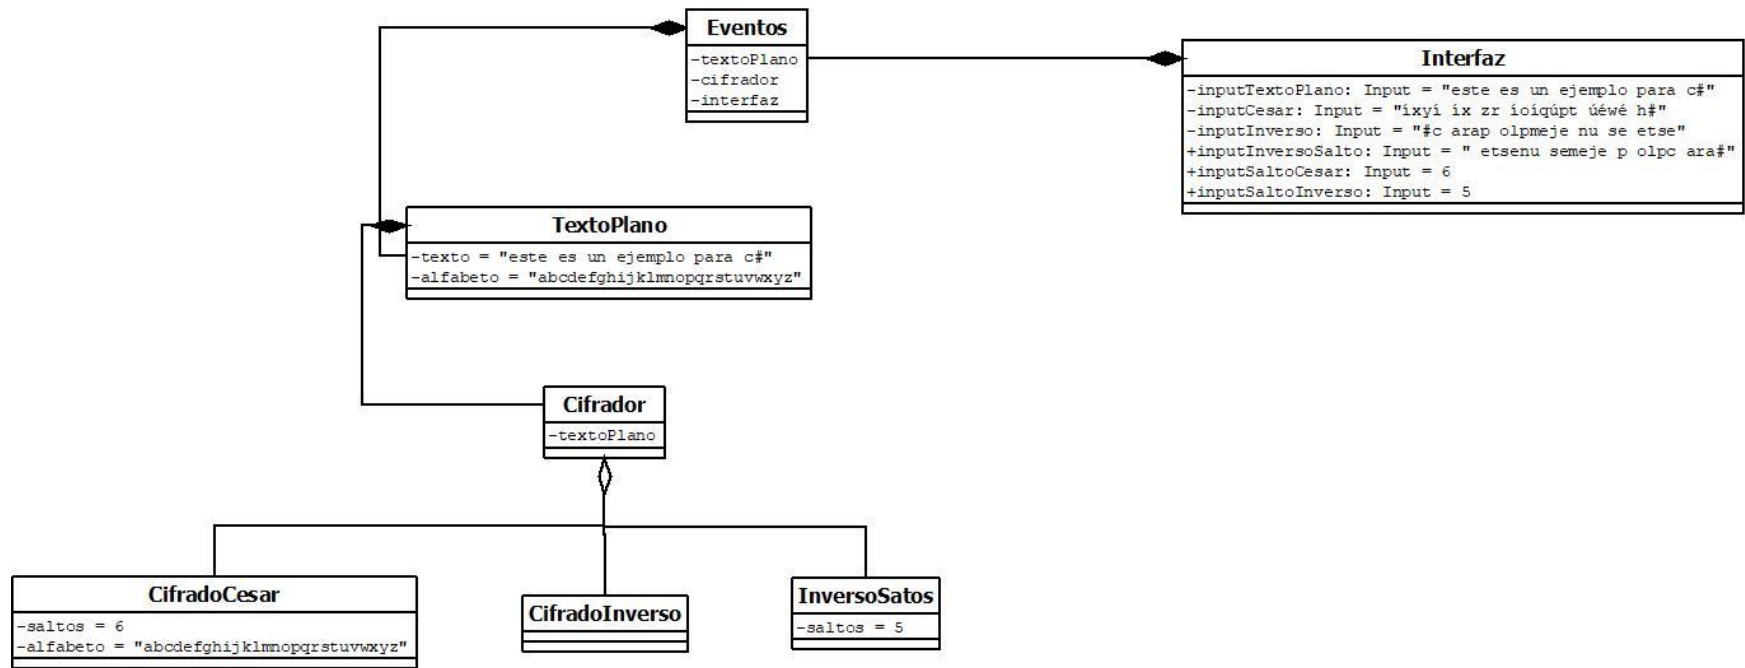 Eventos
-textoPlano
-cifrador
-interfaz
Interfaz
-inputTextoPlano: Input = "este es un ejemplo para c#"
-inputCesar: Input = "íxyí íx zr íoíqúpt úéwé h#"
-inputInverso: Input = "#c arap olpmeje nu se etse"
+inputInversoSalto: Input = " etsenu semeje p olpc ara#"
+inputSaltoCesar: Input = 6
+inputSaltoInverso: Input = 5
TextoPlano
-texto = "este es un ejemplo para c#"
-alfabeto = "abcdefghijklmnopqrstuvwxyz"
Cifrador
-textoPlano
CifradoCesar
-saltos = 6
-alfabeto = "abcdefghijklmnopqrstuvwxyz"
CifradoInverso
InversoSatos
-saltos = 5